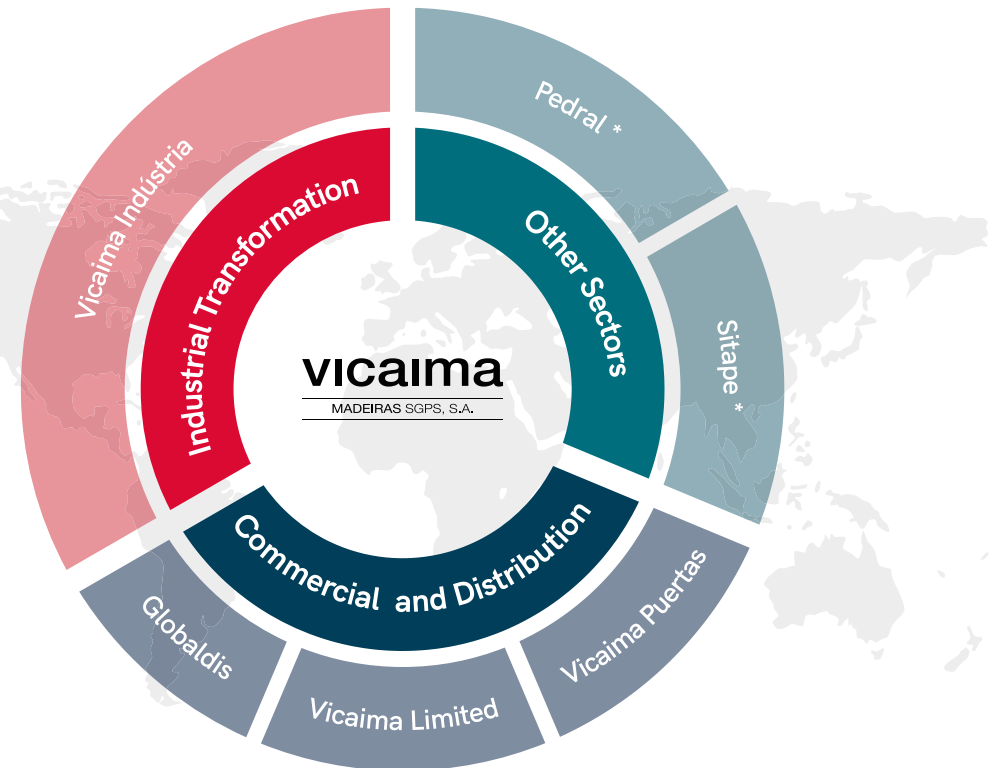 vicaima
MADEIRAS SGPS, S.A.
Industrial Transformation
Vicaima Indústria
Other Sectors
Pedral *
Sitape *
Commercial and Distribution
Globaldis
Vicaima Limited
Vicaima Puertas